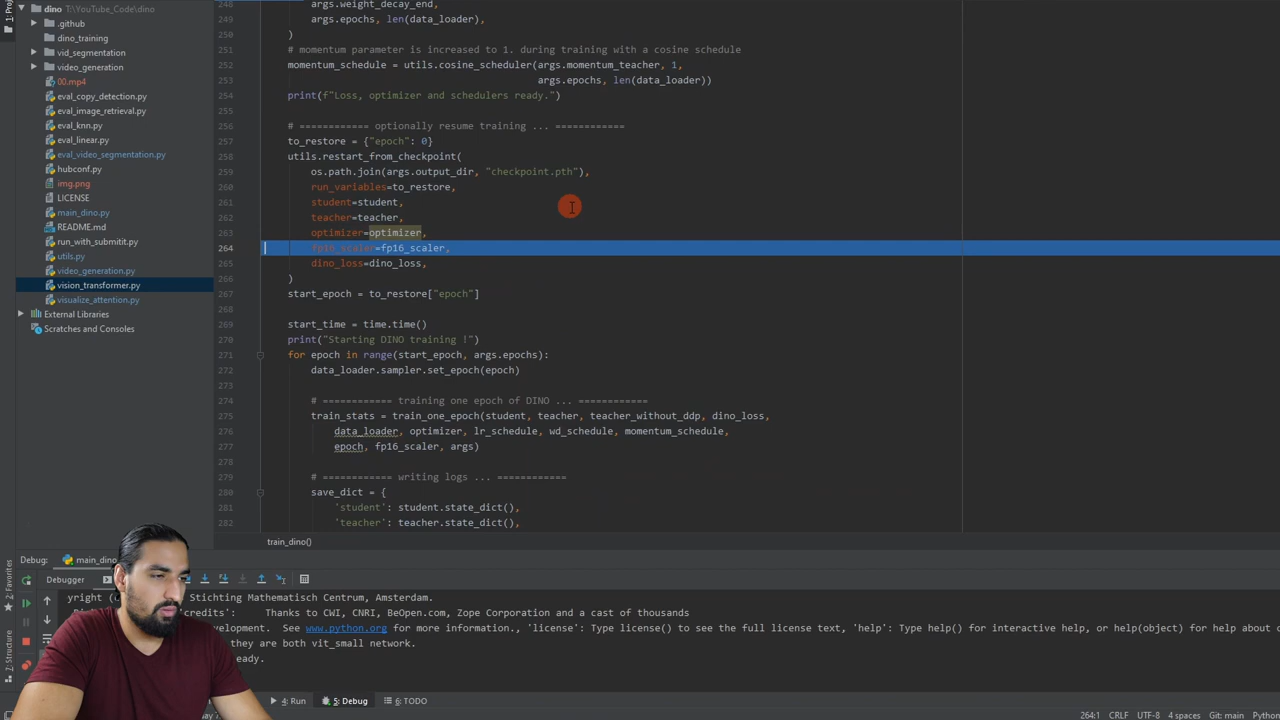 dino T:\YouTube_Code\dino
.github
dino_training
vid_segmentation
video_generation
00.mp4
eval_copy_detection.py
eval_image_retrieval.py
eval_knn.py
eval_linear.py
eval_video_segmentation.py
hubconf.py
img.png
LICENSE
main_dino.py
README.md
run_with_submitit.py
utils.py
video_generation.py
vision_transformer.py
visualize_attention.py
External Libraries
Scratches and Consoles
248 args.weight_decay_end,
249 args.epochs, len(data_loader),
250 )
251 # momentum parameter is increased to 1. during training with a cosine schedule
252 momentum_schedule = utils.cosine_scheduler(args.momentum_teacher, 1,
253 args.epochs, len(data_loader))
254 print(f"Loss, optimizer and schedulers ready.")
255
256 # ============ optionally resume training ... ============
257 to_restore = {"epoch": 0}
258 utils.restart_from_checkpoint(
259 os.path.join(args.output_dir, "checkpoint.pth"),
260 run_variables=to_restore,
261 student=student,
262 teacher=teacher,
263 optimizer=optimizer,
264 fp16_scaler=fp16_scaler,
265 dino_loss=dino_loss,
266 )
267 start_epoch = to_restore["epoch"]
268
269 start_time = time.time()
270 print("Starting DINO training !")
271 for epoch in range(start_epoch, args.epochs):
272 data_loader.sampler.set_epoch(epoch)
273
274 # ============ training one epoch of DINO ... ============
275 train_stats = train_one_epoch(student, teacher, teacher_without_ddp, dino_loss,
276 data_loader, optimizer, lr_schedule, wd_schedule, momentum_schedule,
277 epoch, fp16_scaler, args)
278
279 # ============ writing logs ... ============
280 save_dict = {
281 'student': student.state_dict(),
282 'teacher': teacher.state_dict(),
train_dino()
Debug: main_dino
Debugger
yright ( Stichting Mathematisch Centrum, Amsterdam.
credits': Thanks to CWI, CNRI, BeOpen.com, Zope Corporation and a cast of thousands
velopment. See www.python.org for more information., 'license': Type license() to see the full license text, 'help': Type help() for interactive help, or help(object) for help about
they are both vit_small network.
ready.
2: Favorites
Z: Structure
4: Run 5: Debug 6: TODO
264:1 CRLF UTF-8 4 spaces Git: main Python